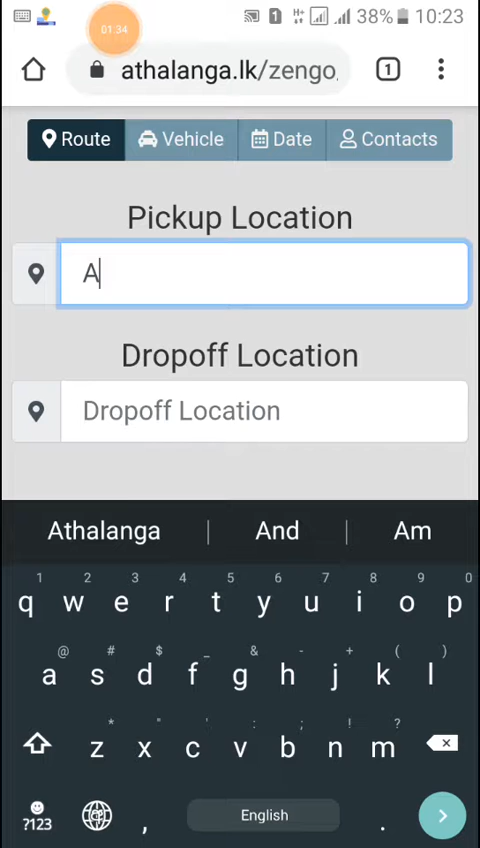 01:34 1 H+ 38% 10:23
athalanga.lk/zengo 1
Route Vehicle Date Contacts
Pickup Location
A
Dropoff Location
Dropoff Location
Athalanga And Am
1 2 3 4 5 6 7 8 9 0
q w e r t y u i o p
@ # $ _ & - + ( )
a s d f g h j k l
* " ' : ; ! ?
z x c v b n m
?123 , English .